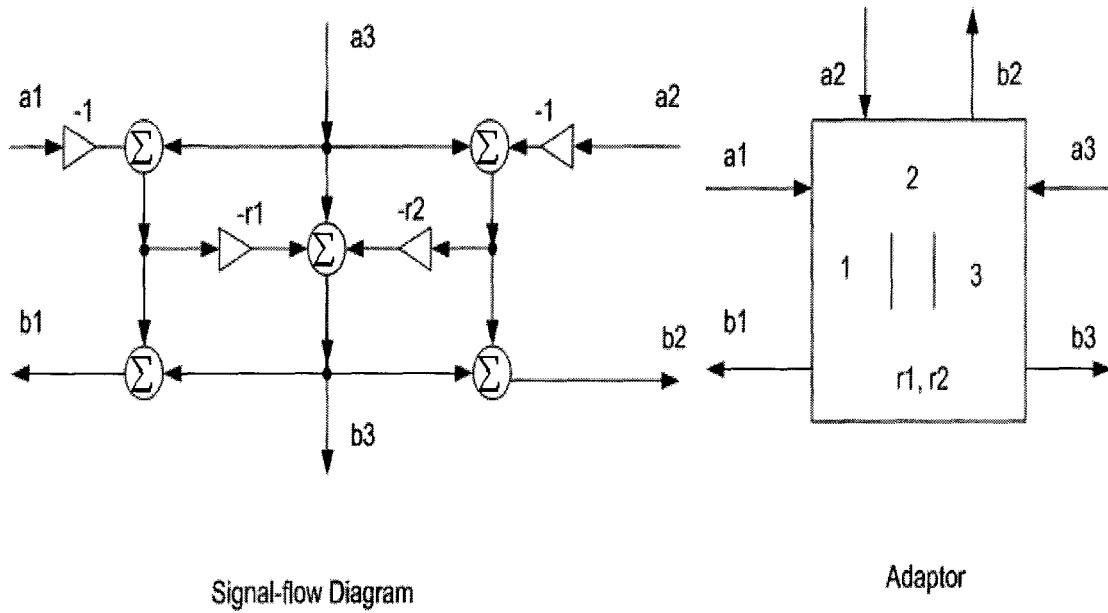 a3
a1
-1
-1
a2
Σ
Σ
-r1
-r2
Σ
b1
b2
Σ
Σ
b3
Signal-flow Diagram
a2
b2
a1
a3
2
1
3
b1
b3
r1, r2
Adaptor